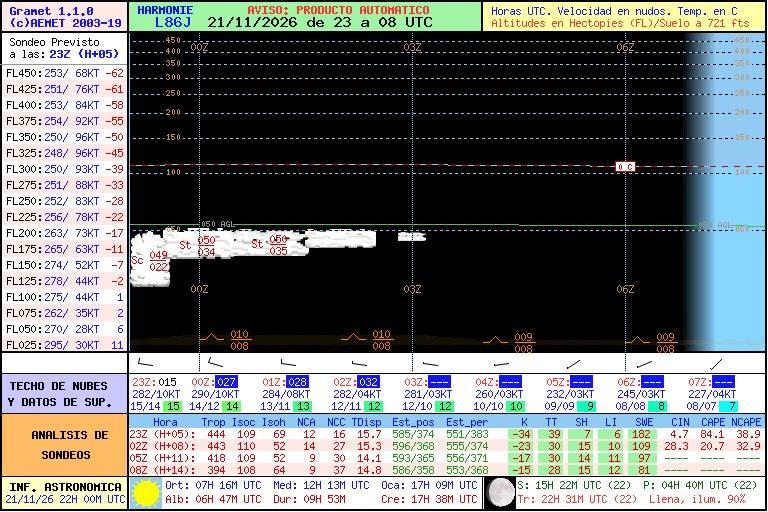 Gramet 1.1.0
(c)AEMET 2003-19
HARMONIE
L86J
AVISO: PRODUCTO AUTOMATICO
21/11/2026 de 23 a 08 UTC
Horas UTC. Velocidad en nudos. Temp. en C
Altitudes en Hectopies (FL)/Suelo a 721 fts
Sondeo Previsto
a las: 23Z (H+05)
FL450: 253/ 68KT -62
FL425: 251/ 76KT -61
FL400: 253/ 84KT -58
FL375: 254/ 92KT -55
FL350: 250/ 96KT -50
FL325: 248/ 96KT -45
FL300: 250/ 93KT -39
FL275: 251/ 88KT -33
FL250: 252/ 83KT -28
FL225: 256/ 78KT -22
FL200: 263/ 73KT -17
FL175: 265/ 63KT -11
FL150: 274/ 52KT -7
FL125: 278/ 44KT -2
FL100: 275/ 44KT 1
FL075: 262/ 35KT 2
FL050: 270/ 28KT 6
FL025: 295/ 30KT 11
00Z 03Z 06Z
450 450
400 400
350 350
300 300
250 250
200 200
150 150
0 C
100 100
050 AGL 050 AGL
050 050
St 050
034
St 050
035
Sc 049
022
00Z 03Z 06Z
010
008
010
008
009
008
009
008
TECHO DE NUBES
Y DATOS DE SUP.
23Z: 015 00Z: 027 01Z: 028 02Z: 032 03Z: --- 04Z: --- 05Z: --- 06Z: --- 07Z: ---
282/10KT 290/10KT 284/08KT 282/04KT 281/03KT 260/03KT 232/03KT 245/03KT 227/04KT
15/14 15 14/12 14 13/11 13 12/11 12 12/10 12 10/10 10 09/09 9 08/08 8 08/07 7
ANALISIS DE
SONDEOS
Hora Trop Isoc Isoh NCA NCC TDisp Est_pos Est_per K TT SH LI SWE CIN CAPE NCAPE
23Z (H+05): 444 109 69 12 16 15.7 585/374 551/383 -34 39 7 6 182 4.7 84.1 38.9
02Z (H+08): 443 110 52 14 27 15.3 596/368 560/373 -23 30 15 10 109 28.3 20.7 32.9
05Z (H+11): 418 109 52 9 30 14.1 593/365 556/371 -17 30 14 11 97 ---- ---- ----
08Z (H+14): 394 108 64 9 37 14.8 586/358 553/368 -15 28 15 12 81 ---- ---- ----
INF. ASTRONOMICA
21/11/26 22H 00M UTC
Ort: 07H 16M UTC Med: 12H 13M UTC Oca: 17H 09M UTC
Alb: 06H 47M UTC Dur: 09H 53M Cre: 17H 38M UTC
S: 15H 22M UTC (22) P: 04H 40M UTC (22)
Tr: 22H 31M UTC (22) Llena, ilum. 90%